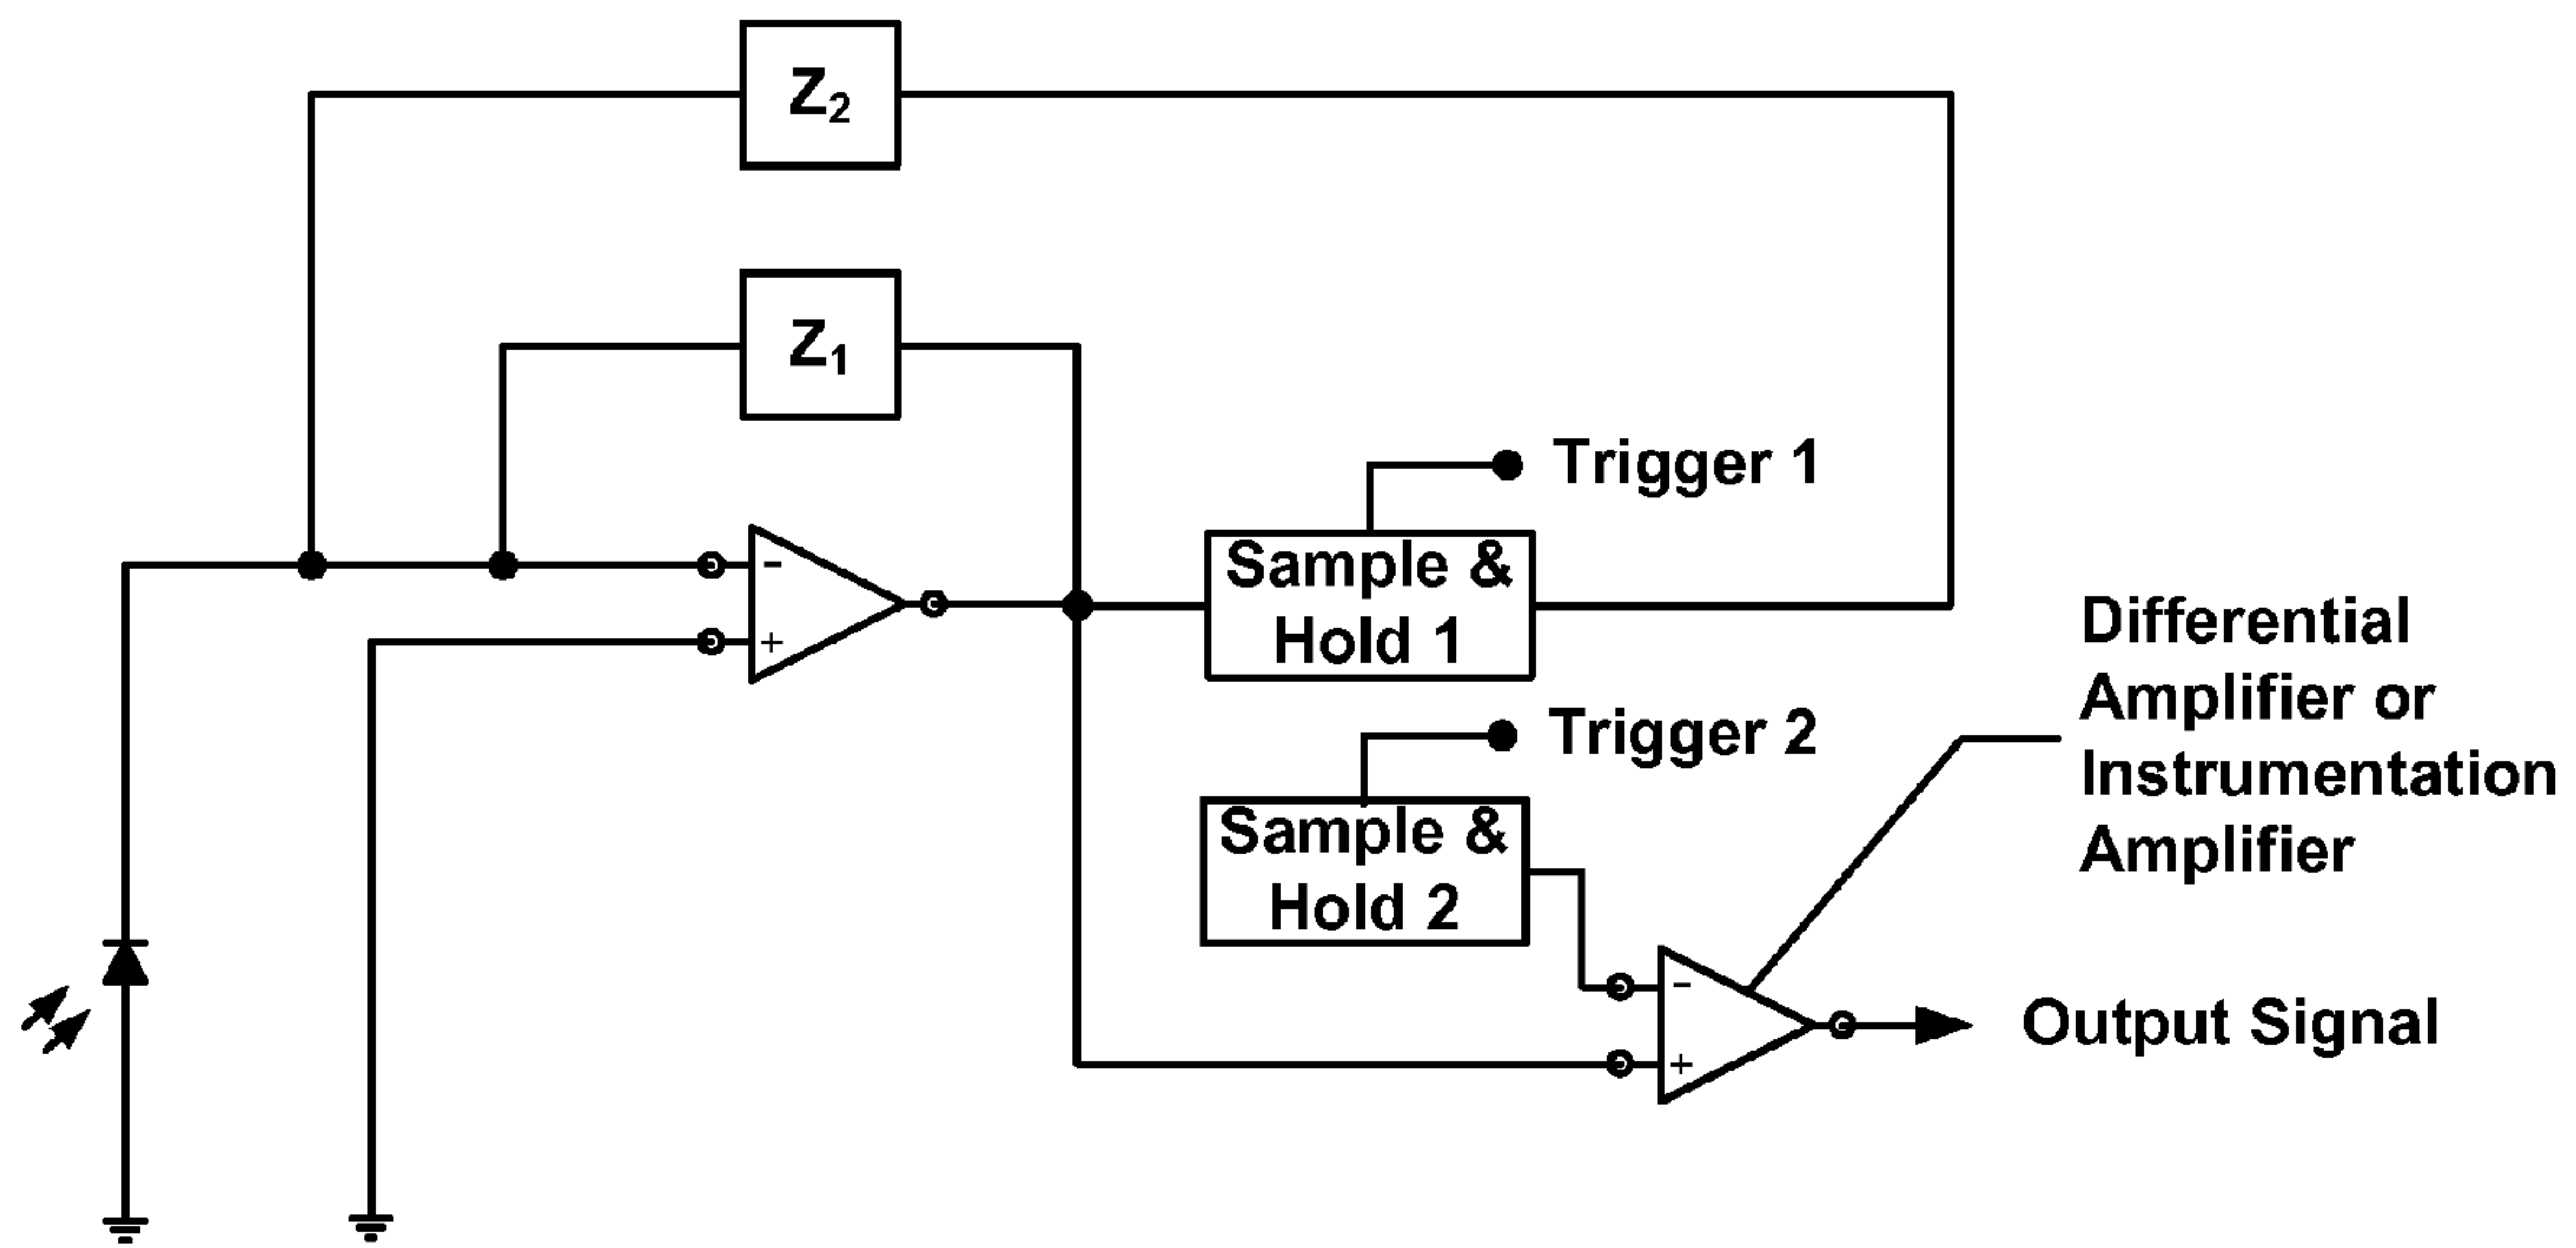 Z2
Z1
Trigger 1
-
+
Sample &
Hold 1
Differential
Amplifier or
Instrumentation
Amplifier
Trigger 2
Sample &
Hold 2
-
+
Output Signal